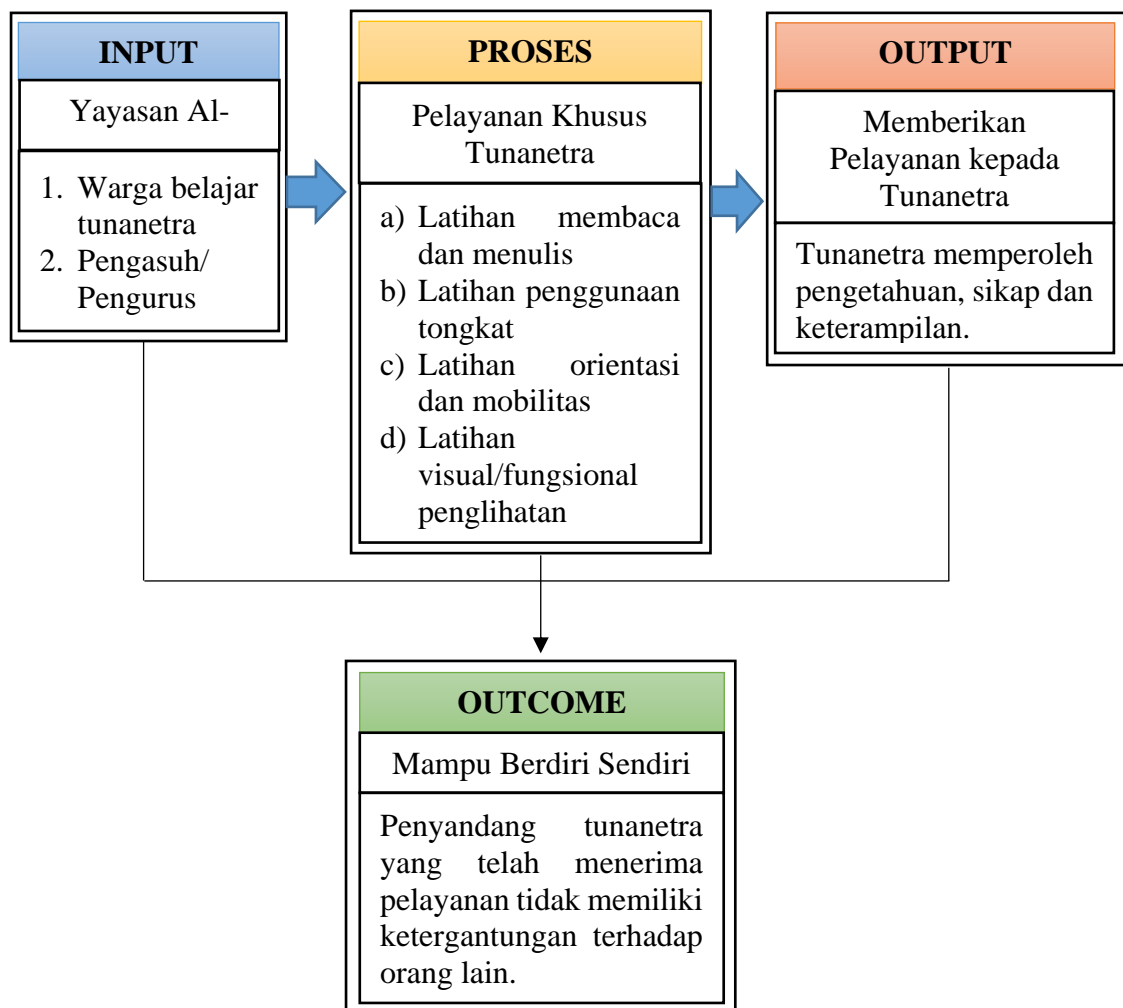 INPUT
Yayasan Al-
1. Warga belajar
tunanetra
2. Pengasuh/
Pengurus
PROSES
Pelayanan Khusus
Tunanetra
a) Latihan membaca
dan menulis
b) Latihan penggunaan
tongkat
c) Latihan orientasi
dan mobilitas
d) Latihan
visual/fungsional
penglihatan
OUTPUT
Memberikan
Pelayanan kepada
Tunanetra
Tunanetra memperoleh
pengetahuan, sikap dan
keterampilan.
OUTCOME
Mampu Berdiri Sendiri
Penyandang tunanetra
yang telah menerima
pelayanan tidak memiliki
ketergantungan terhadap
orang lain.